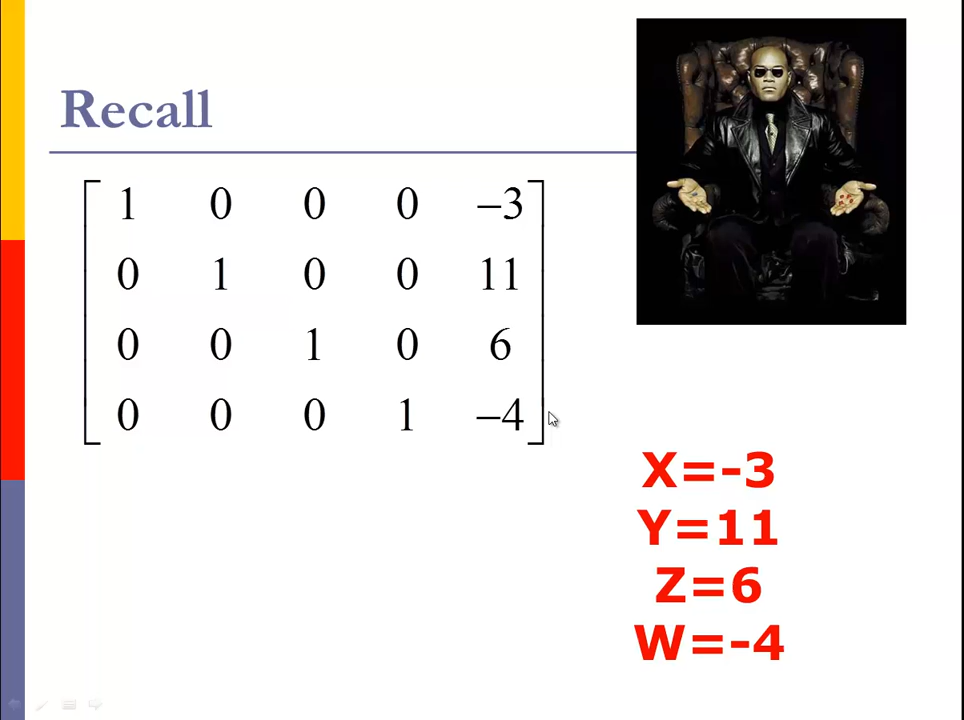 Recall
1 0 0 0 −3
0 1 0 0 11
0 0 1 0 6
0 0 0 1 −4
X=-3
Y=11
Z=6
W=-4